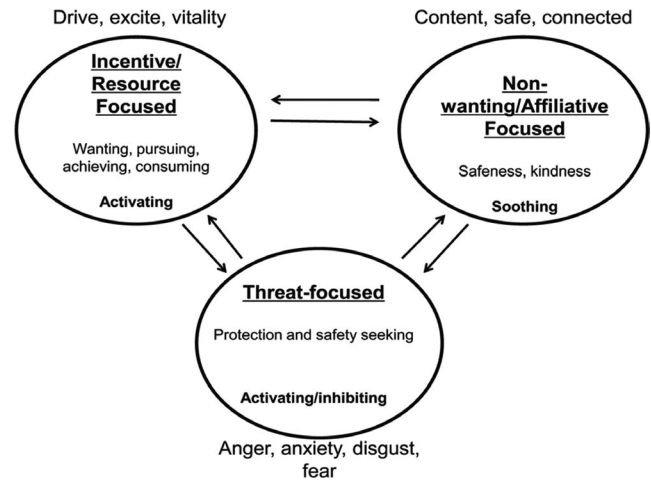 Drive, excite, vitality
Content, safe, connected
Incentive/
Resource
Focused
Wanting, pursuing,
achieving, consuming
Activating
Non-
wanting/Affiliative
Focused
Safeness, kindness
Soothing
Threat-focused
Protection and safety seeking
Activating/inhibiting
Anger, anxiety, disgust,
fear